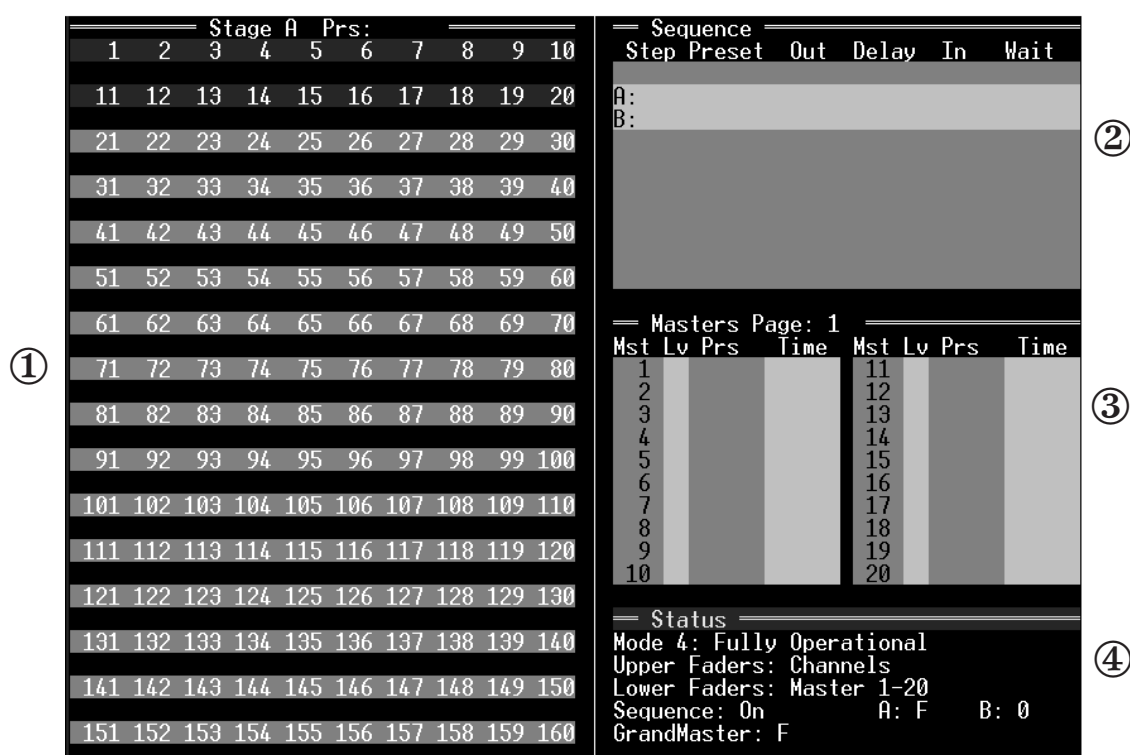 ①
Stage A Prs:
1 2 3 4 5 6 7 8 9 10
11 12 13 14 15 16 17 18 19 20
21 22 23 24 25 26 27 28 29 30
31 32 33 34 35 36 37 38 39 40
41 42 43 44 45 46 47 48 49 50
51 52 53 54 55 56 57 58 59 60
61 62 63 64 65 66 67 68 69 70
71 72 73 74 75 76 77 78 79 80
81 82 83 84 85 86 87 88 89 90
91 92 93 94 95 96 97 98 99 100
101 102 103 104 105 106 107 108 109 110
111 112 113 114 115 116 117 118 119 120
121 122 123 124 125 126 127 128 129 130
131 132 133 134 135 136 137 138 139 140
141 142 143 144 145 146 147 148 149 150
151 152 153 154 155 156 157 158 159 160
②
Sequence
Step Preset Out Delay In Wait
A:
B:
③
Masters Page: 1
Mst Lv Prs Time Mst Lv Prs Time
1 11
2 12
3 13
4 14
5 15
6 16
7 17
8 18
9 19
10 20
④
Status
Mode 4: Fully Operational
Upper Faders: Channels
Lower Faders: Master 1-20
Sequence: On A: F B: 0
GrandMaster: F